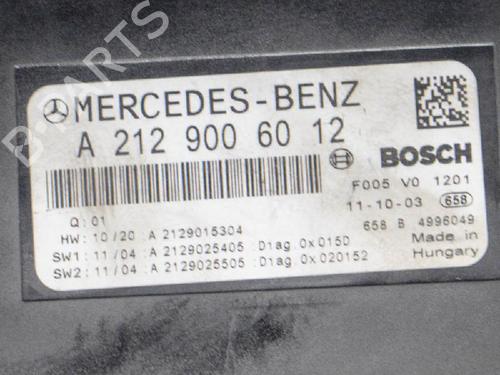 B-PARTS
MERCEDES-BENZ
A 212 900 60 12
BOSCH
F005 V0 1201
11-10-03 658
Q: 01
HW: 10/20 :A 2129015304
658 B 4996049
SW1: 11/04 :A 2129025405 :Diag 0x0150
Made in
SW2: 11/04 :A 2129025505 :Diag 0x020152
Hungary